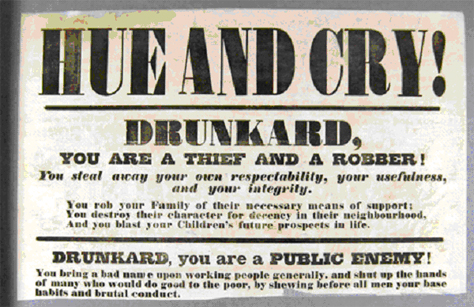 HUE AND CRY!
DRUNKARD,
YOU ARE A THIEF AND A ROBBER!
You steal away your own respectability, your usefulness,
and your integrity.
You rob your Family of their necessary means of support;
You destroy their character for decency in their neighbourhood,
And you blast your Children's future prospects in life.
DRUNKARD, you are a PUBLIC ENEMY!
You bring a bad name upon working people generally, and shut up the hands
of many who would do good to the poor, by shewing before all men your base
habits and brutal conduct.